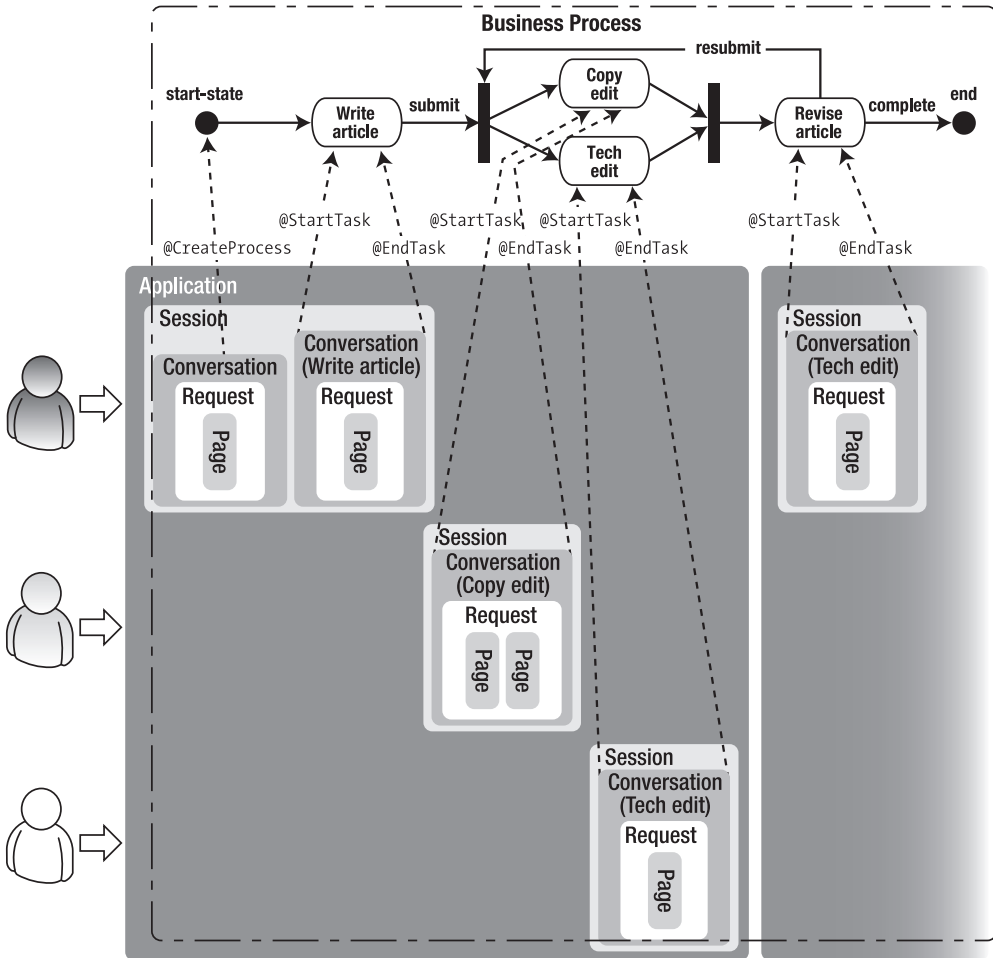 Business Process
resubmit
Copy
edit
start-state
Write
article
submit
Tech
edit
Revise
article
complete
end
@StartTask
@StartTask
@StartTask
@StartTask
@CreateProcess
@EndTask
@EndTask
@EndTask
@EndTask
Application
Session
Conversation
Request
Page
Conversation
(Write article)
Request
Page
Session
Conversation
(Tech edit)
Request
Page
Session
Conversation
(Copy edit)
Request
Page
Page
Session
Conversation
(Tech edit)
Request
Page